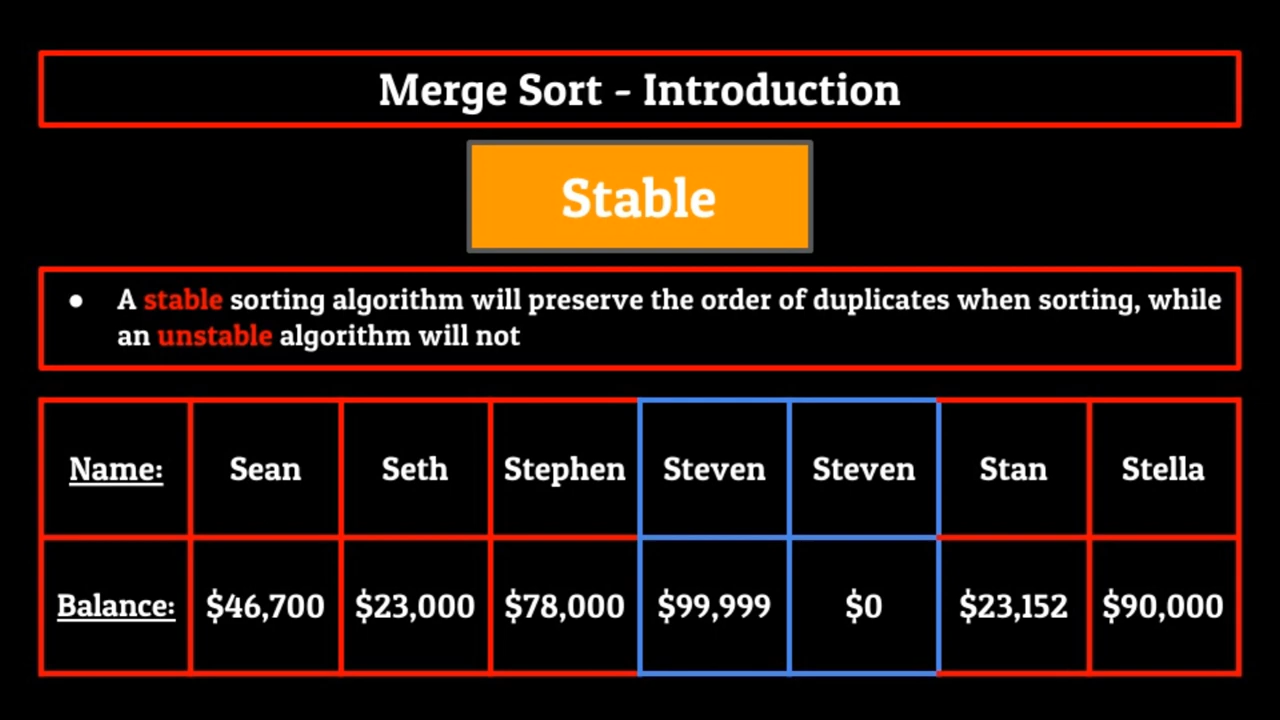 Merge Sort - Introduction
Stable
● A stable sorting algorithm will preserve the order of duplicates when sorting, while
an unstable algorithm will not
Name: Sean Seth Stephen Steven Steven Stan Stella
Balance: $46,700 $23,000 $78,000 $99,999 $0 $23,152 $90,000